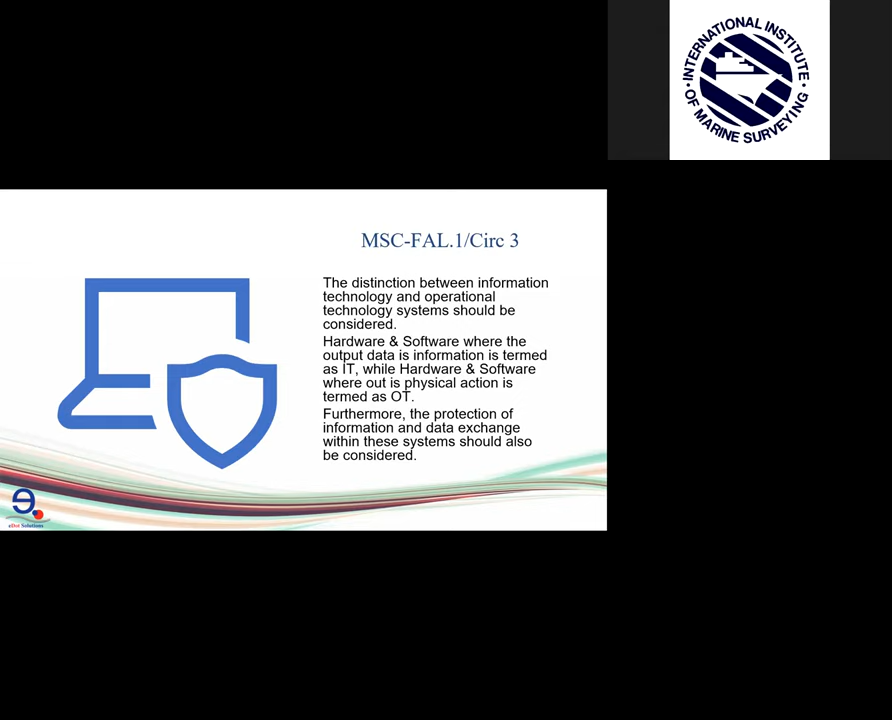 INTERNATIONAL INSTITUTE
OF MARINE SURVEYING
MSC-FAL.1/Circ 3
The distinction between information
technology and operational
technology systems should be
considered.
Hardware & Software where the
output data is information is termed
as IT, while Hardware & Software
where out is physical action is
termed as OT.
Furthermore, the protection of
information and data exchange
within these systems should also
be considered.
eDot Solutions